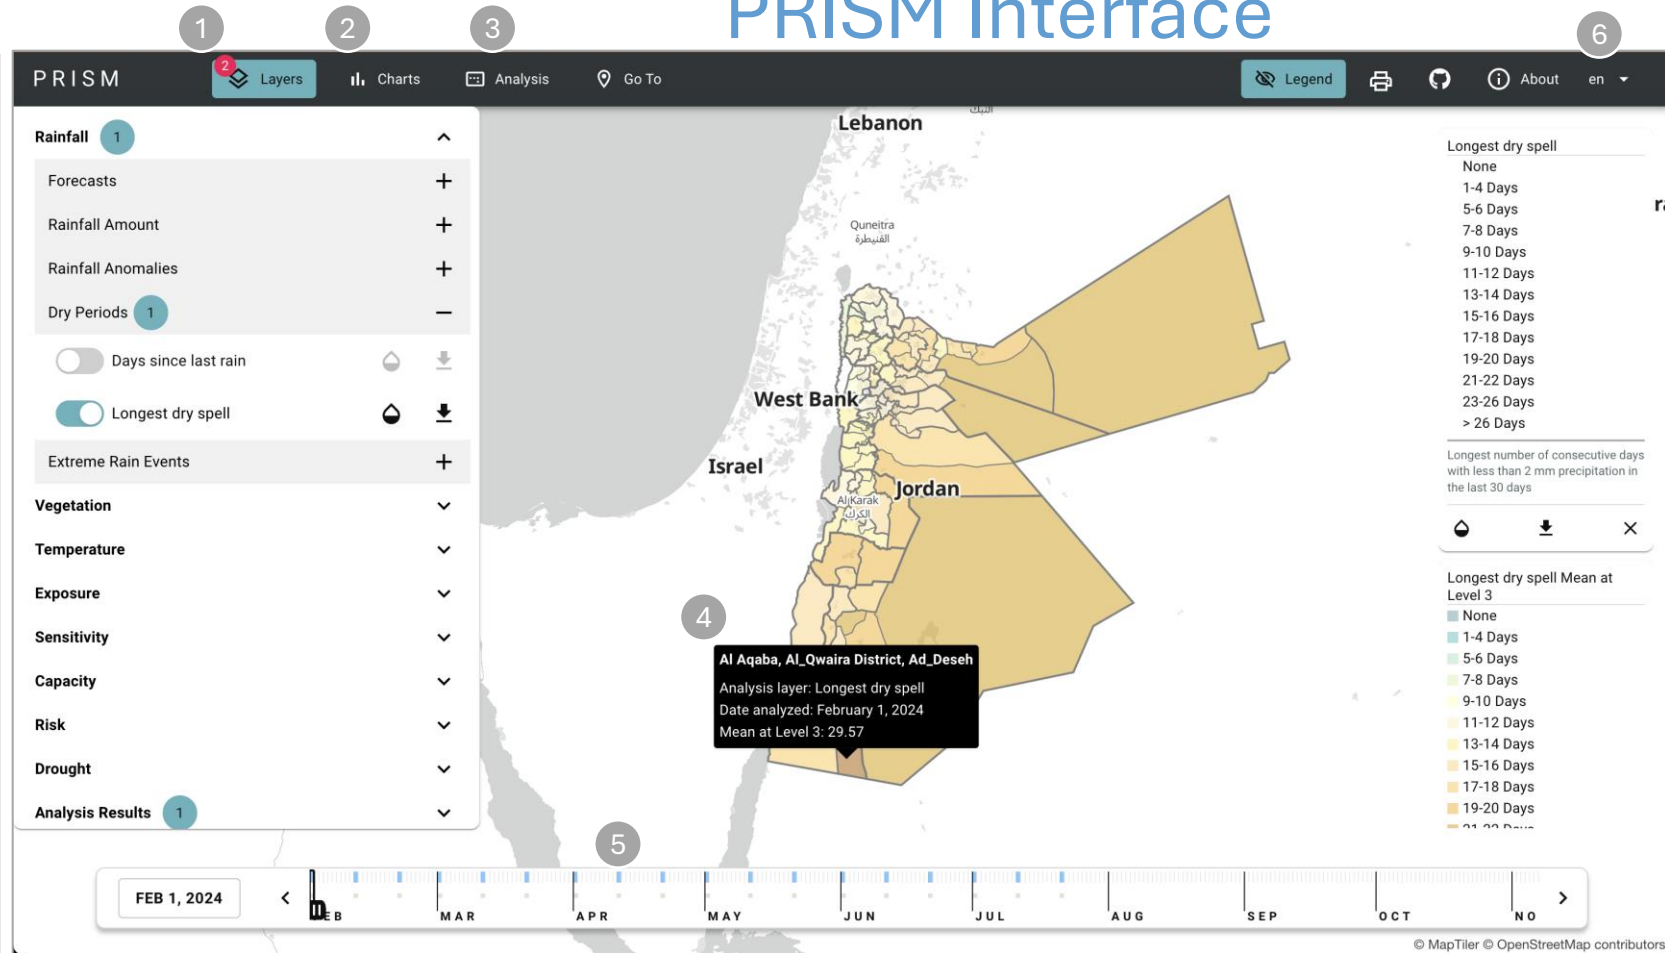 PRISM Interface
1
2
3
6
PRISM
2
Layers
Charts
Analysis
Go To
Legend
About
en
Rainfall 1
Forecasts
Rainfall Amount
Rainfall Anomalies
Dry Periods 1
Days since last rain
Longest dry spell
Extreme Rain Events
Vegetation
Temperature
Exposure
Sensitivity
Capacity
Risk
Drought
Analysis Results 1
Lebanon
Quneitra
القنيطرة
West Bank
Israel
Jordan
Al Karak
الكرك
4
Al Aqaba, Al_Qwaira District, Ad_Deseh
Analysis layer: Longest dry spell
Date analyzed: February 1, 2024
Mean at Level 3: 29.57
Longest dry spell
None
1-4 Days
5-6 Days
7-8 Days
9-10 Days
11-12 Days
13-14 Days
15-16 Days
17-18 Days
19-20 Days
21-22 Days
23-26 Days
> 26 Days
Longest number of consecutive days
with less than 2 mm precipitation in
the last 30 days
Longest dry spell Mean at
Level 3
None
1-4 Days
5-6 Days
7-8 Days
9-10 Days
11-12 Days
13-14 Days
15-16 Days
17-18 Days
19-20 Days
5
FEB 1, 2024
MAR
APR
MAY
JUN
JUL
AUG
SEP
OCT
NO
© MapTiler © OpenStreetMap contributors